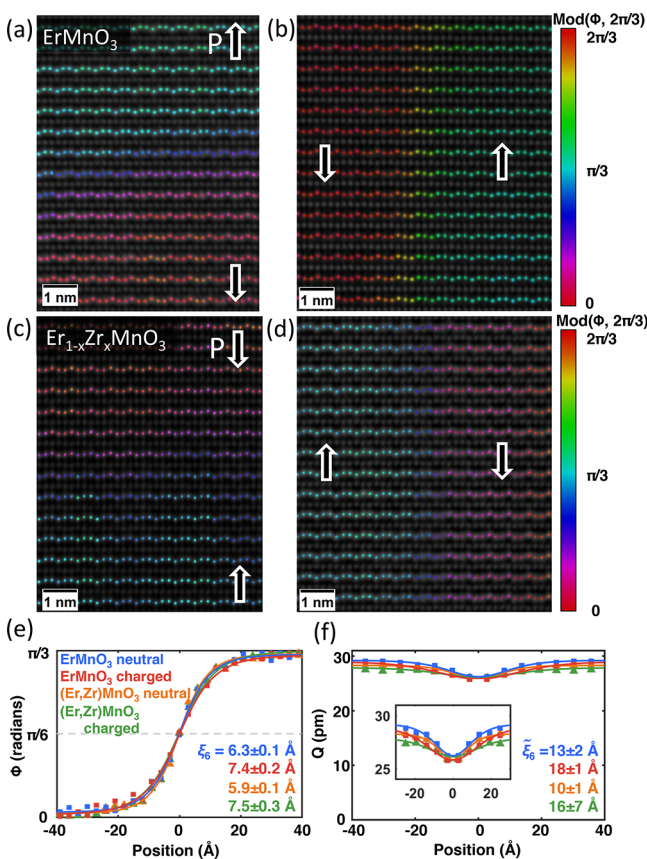 (a)
ErMnO₃
P
1 nm
(b)
1 nm
Mod(Φ, 2π/3)
2π/3
π/3
0
(c)
Er₁₋ₓZrₓMnO₃
P
1 nm
(d)
1 nm
Mod(Φ, 2π/3)
2π/3
π/3
0
(e)
Φ (radians)
π/3
π/6
0
ErMnO₃ neutral
ErMnO₃ charged
(Er,Zr)MnO₃ neutral
(Er,Zr)MnO₃
charged
ξ₆ = 6.3±0.1 Å
7.4±0.2 Å
5.9±0.1 Å
7.5±0.3 Å
-40 -20 0 20 40
Position (Å)
(f)
Q (pm)
30
20
10
0
30
25
-20 0 20
ξ̃₆ =13±2 Å
18±1 Å
10±1 Å
16±7 Å
-40 -20 0 20 40
Position (Å)